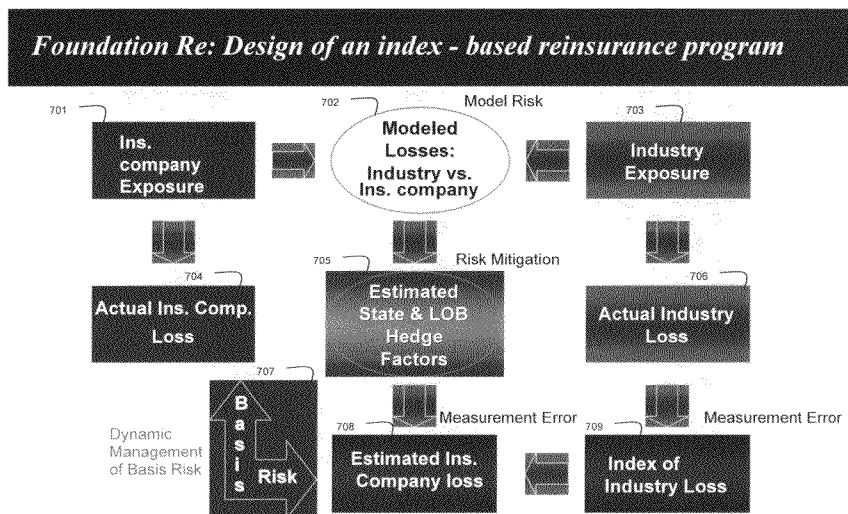 Foundation Re: Design of an index - based reinsurance program
701
702
Model Risk
703
Ins.
company
Exposure
Modeled
Losses:
Industry vs.
Ins. company
Industry
Exposure
704
705
Risk Mitigation
706
Actual Ins. Comp.
Loss
Estimated
State & LOB
Hedge
Factors
Actual Industry
Loss
707
Basis
Risk
Dynamic
Management
of Basis Risk
708
Measurement Error
709
Measurement Error
Estimated Ins.
Company loss
Index of
Industry Loss